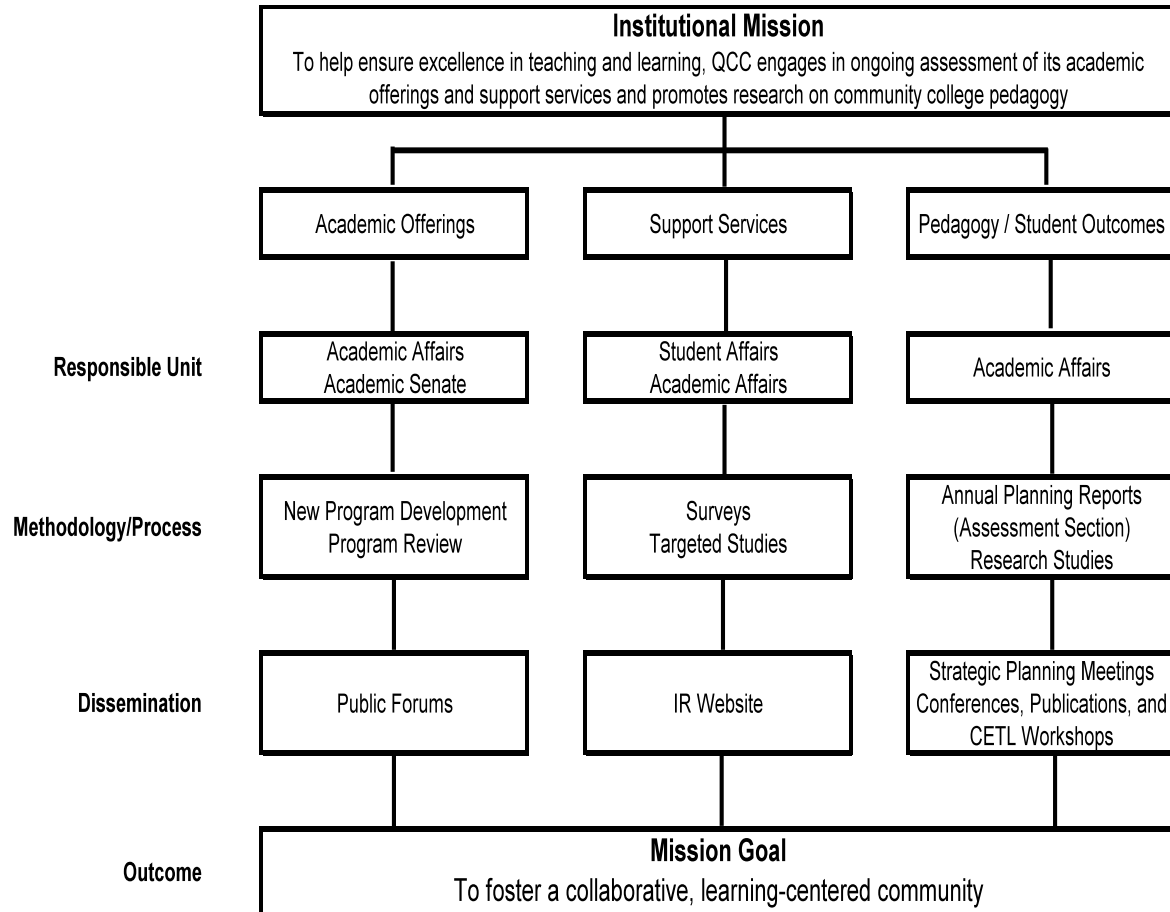 Institutional Mission
To help ensure excellence in teaching and learning, QCC engages in ongoing assessment of its academic
offerings and support services and promotes research on community college pedagogy
Academic Offerings
Support Services
Pedagogy / Student Outcomes
Responsible Unit
Academic Affairs
Academic Senate
Student Affairs
Academic Affairs
Academic Affairs
Methodology/Process
New Program Development
Program Review
Surveys
Targeted Studies
Annual Planning Reports
(Assessment Section)
Research Studies
Dissemination
Public Forums
IR Website
Strategic Planning Meetings
Conferences, Publications, and
CETL Workshops
Outcome
Mission Goal
To foster a collaborative, learning-centered community